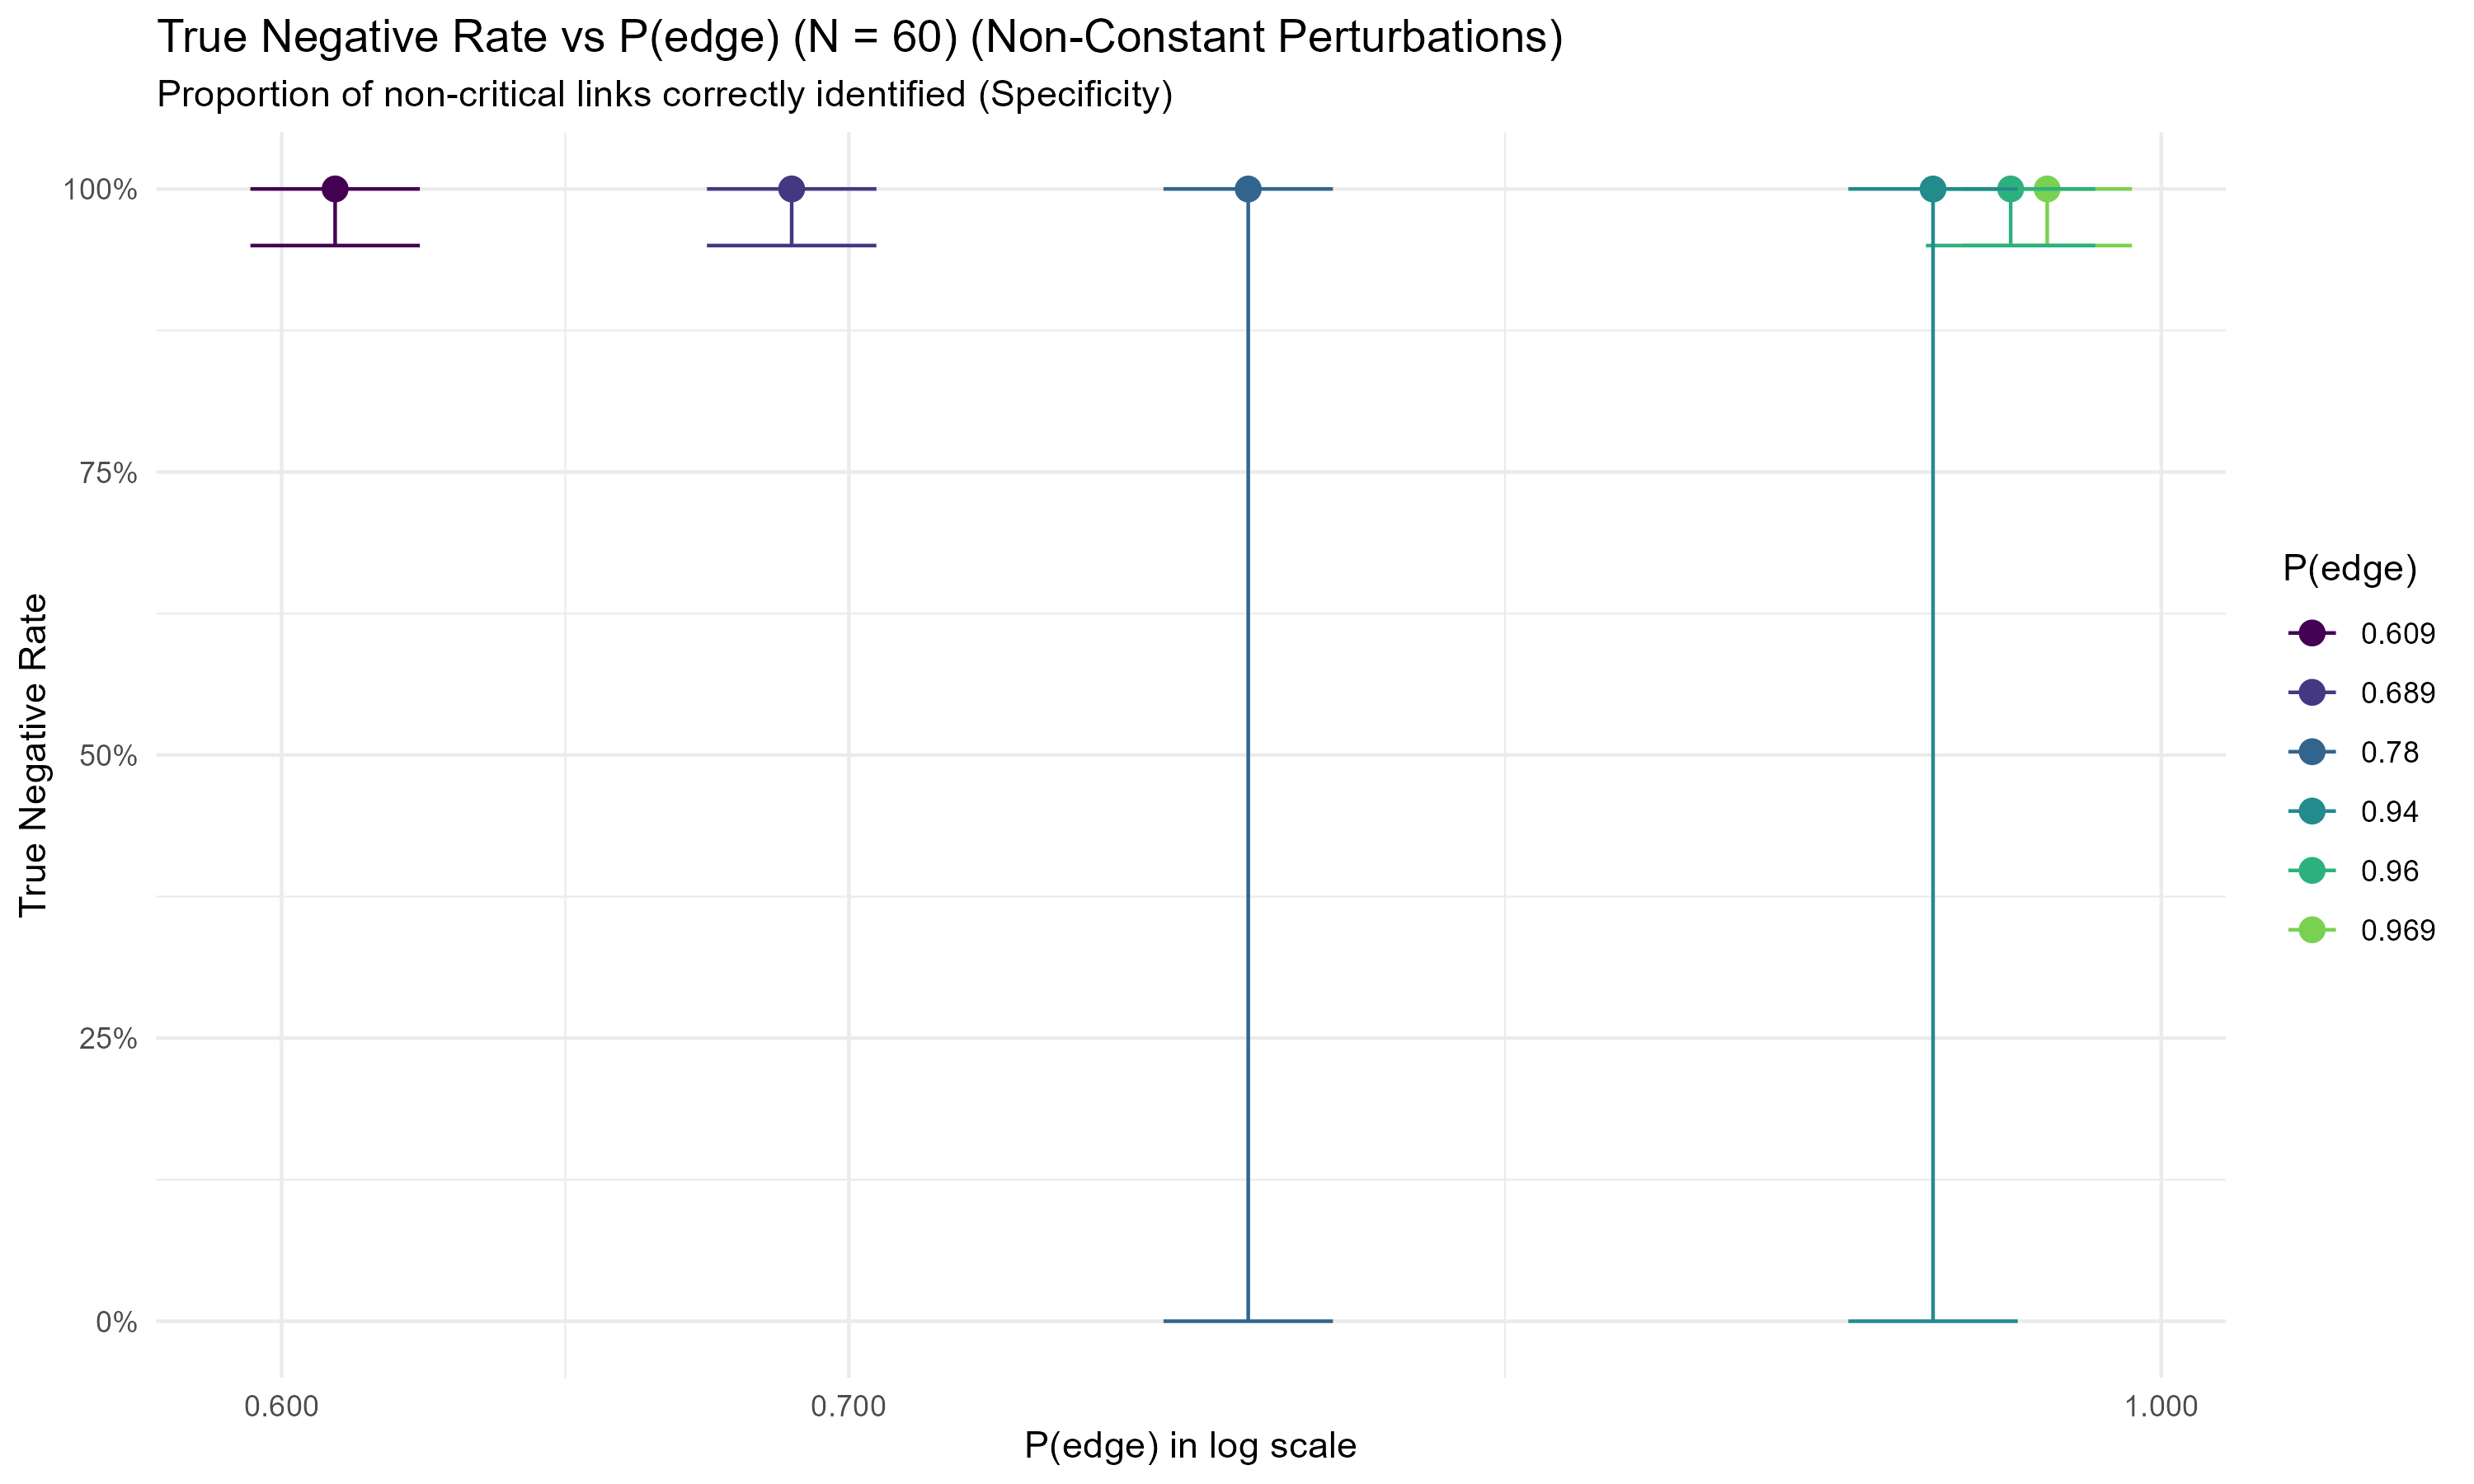 True Negative Rate vs P(edge) (N = 60) (Non-Constant Perturbations)
Proportion of non-critical links correctly identified (Specificity)
True Negative Rate
100%
75%
50%
25%
0%
0.600
0.700
1.000
P(edge) in log scale
P(edge)
0.609
0.689
0.78
0.94
0.96
0.969